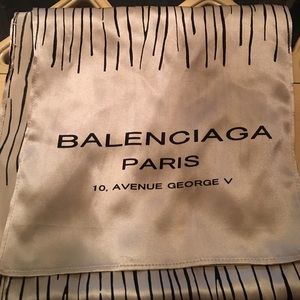 BALENCIAGA
PARIS
10, AVENUE GEORGE V